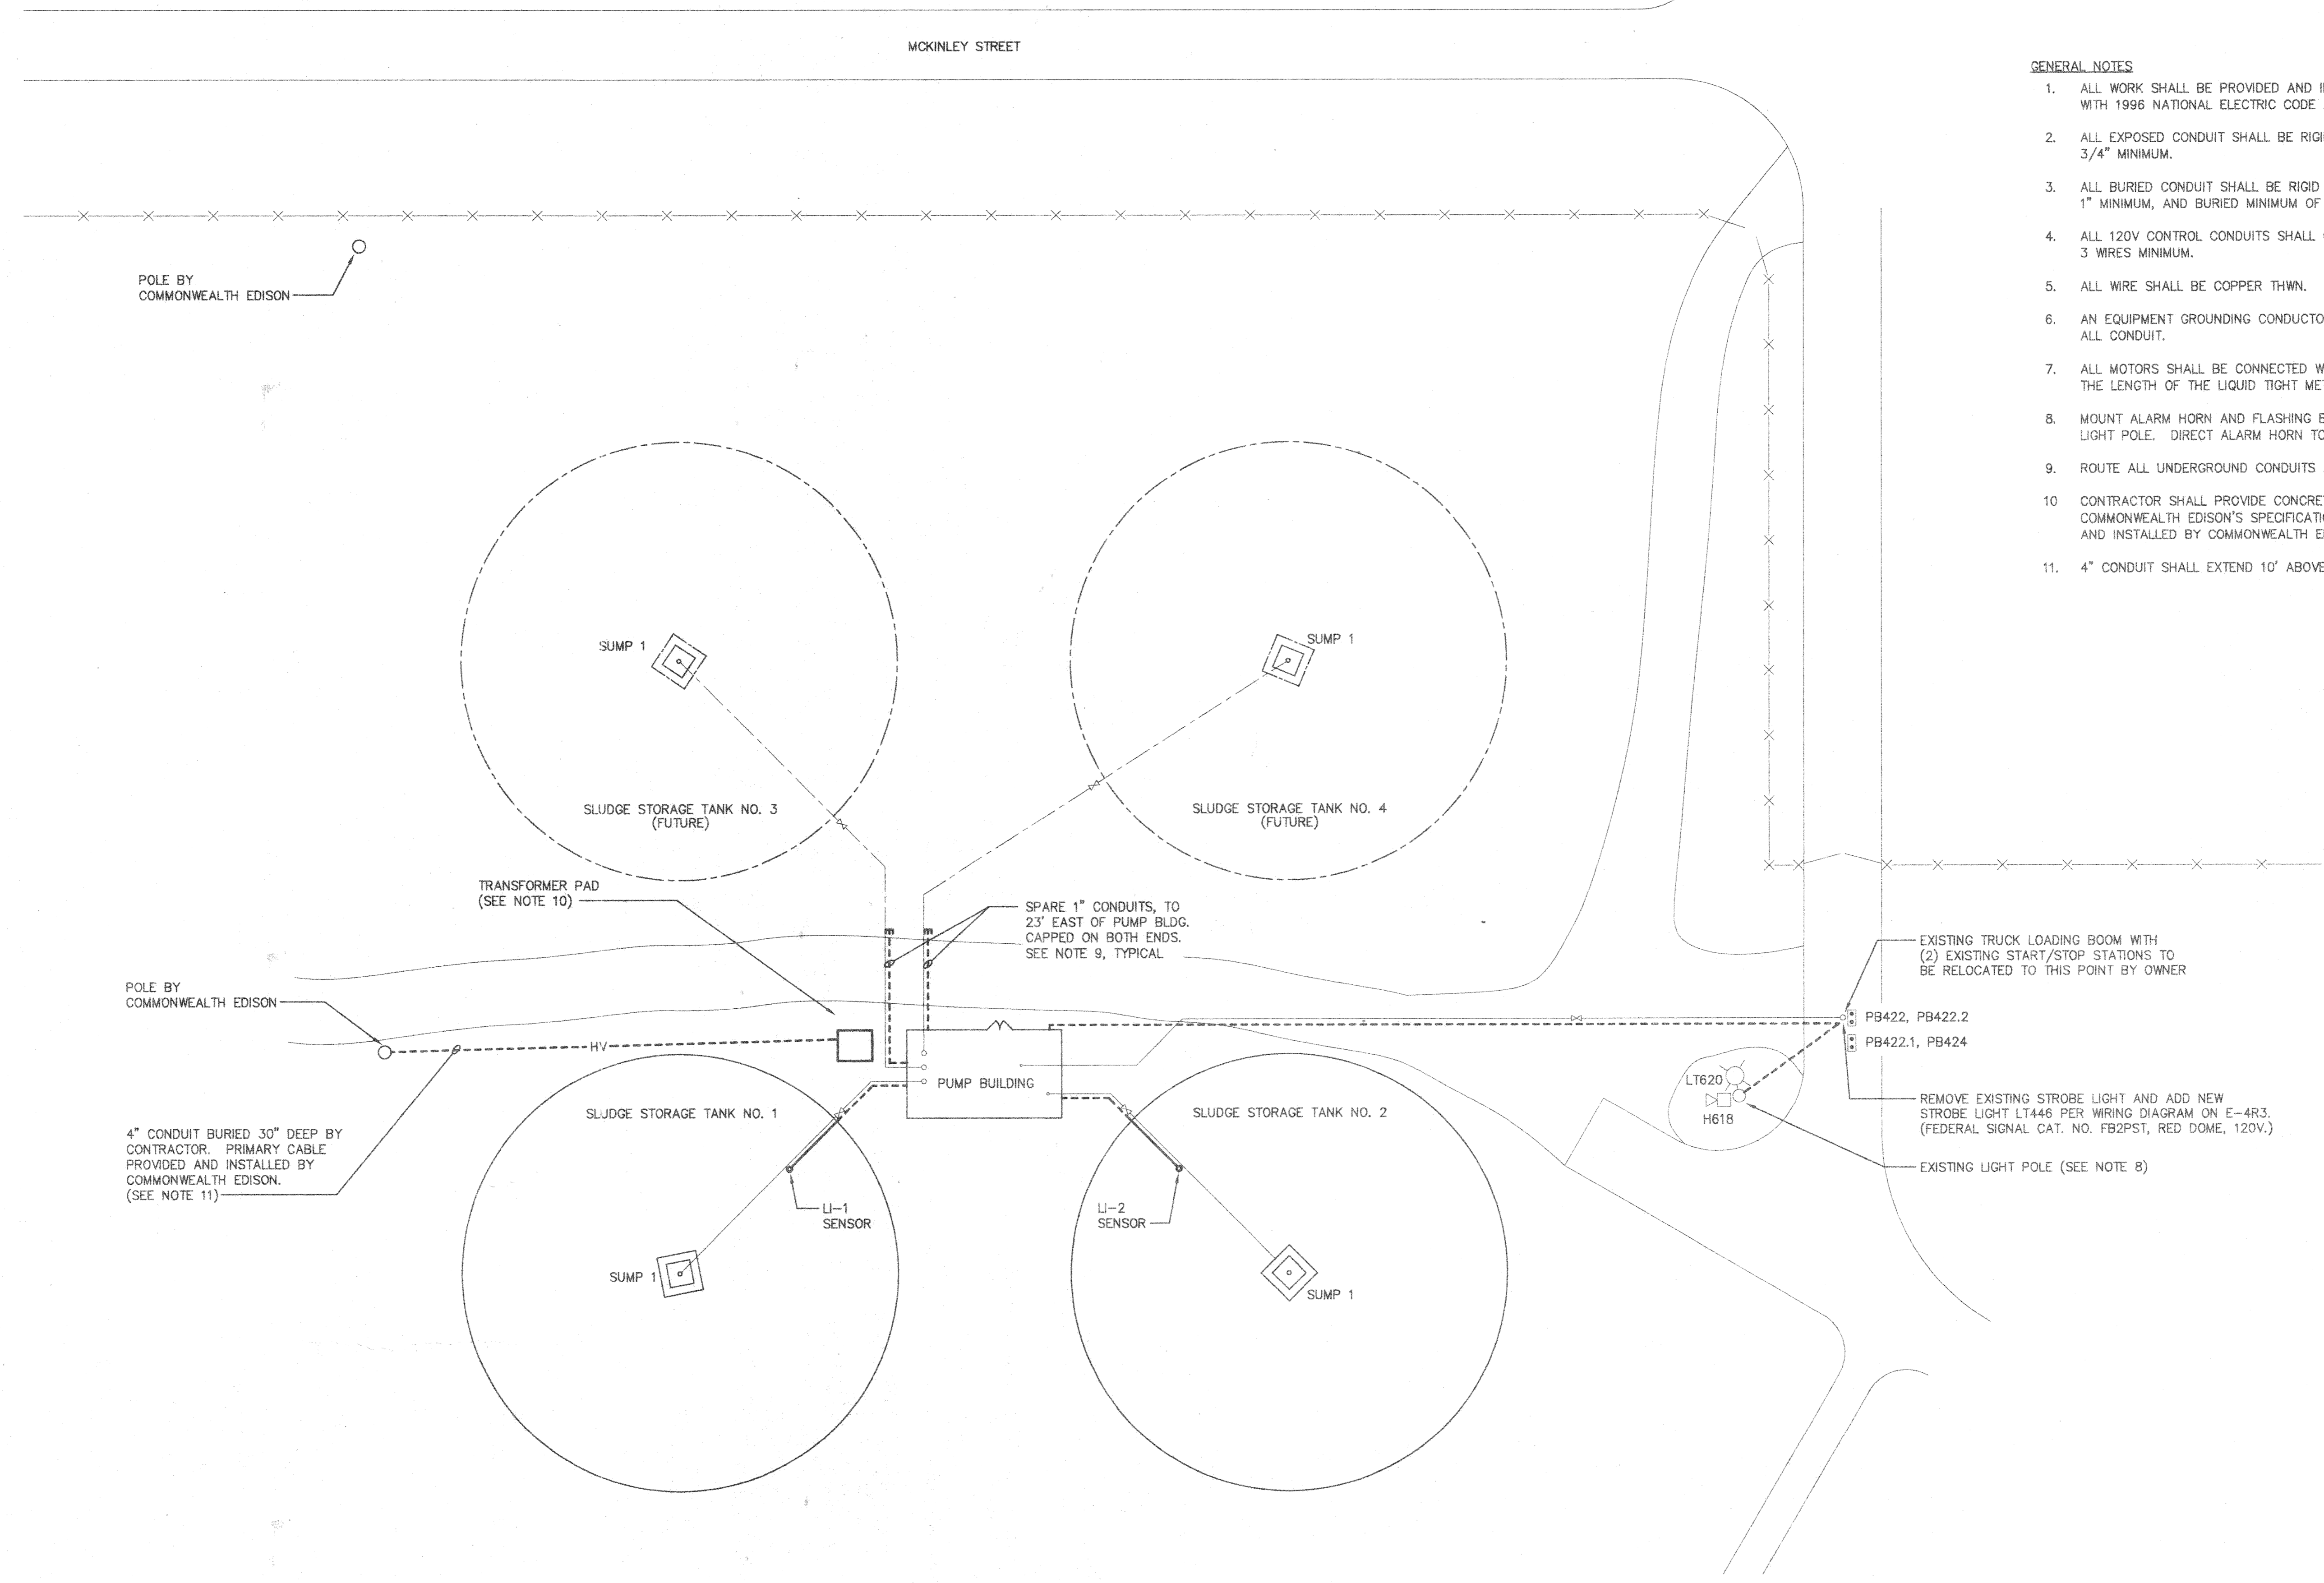 MCKINLEY STREET
GENERAL NOTES
1. ALL WORK SHALL BE PROVIDED AND
WITH 1996 NATIONAL ELECTRIC CODE
2. ALL EXPOSED CONDUIT SHALL BE
3/4" MINIMUM.
3. ALL BURIED CONDUIT SHALL BE RIGID
1" MINIMUM, AND BURIED MINIMUM OF
4. ALL 120V CONTROL CONDUITS SHALL
3 WIRES MINIMUM.
5. ALL WIRE SHALL BE COPPER THWN.
6. AN EQUIPMENT GROUNDING
ALL CONDUIT.
7. ALL MOTORS SHALL BE CONNECTED
THE LENGTH OF THE LIQUID TIGHT
8. MOUNT ALARM HORN AND FLASHING
LIGHT POLE. DIRECT ALARM HORN
9. ROUTE ALL UNDERGROUND CONDUITS
10 CONTRACTOR SHALL PROVIDE
COMMONWEALTH EDISON'S
AND INSTALLED BY COMMONWEALTH
11. 4" CONDUIT SHALL EXTEND 10' ABOVE
POLE BY
COMMONWEALTH EDISON
SUMP 1
SUMP 1
SLUDGE STORAGE TANK NO. 3
(FUTURE)
SLUDGE STORAGE TANK NO. 4
(FUTURE)
TRANSFORMER PAD
(SEE NOTE 10)
SPARE 1" CONDUITS, TO
23' EAST OF PUMP BLDG.
CAPPED ON BOTH ENDS.
SEE NOTE 9, TYPICAL
EXISTING TRUCK LOADING BOOM WITH
(2) EXISTING START/STOP STATIONS TO
BE RELOCATED TO THIS POINT BY OWNER
POLE BY
COMMONWEALTH EDISON
HV
PB422, PB422.2
PB422.1, PB424
PUMP BUILDING
LT620
H618
SLUDGE STORAGE TANK NO. 1
SLUDGE STORAGE TANK NO. 2
REMOVE EXISTING STROBE LIGHT AND ADD NEW
STROBE LIGHT LT446 PER WIRING DIAGRAM ON E-4R3.
(FEDERAL SIGNAL CAT. NO. FB2PST, RED DOME, 120V.)
4" CONDUIT BURIED 30" DEEP BY
CONTRACTOR. PRIMARY CABLE
PROVIDED AND INSTALLED BY
COMMONWEALTH EDISON.
(SEE NOTE 11)
EXISTING LIGHT POLE (SEE NOTE 8)
LI-1
SENSOR
LI-2
SENSOR
SUMP 1
SUMP 1